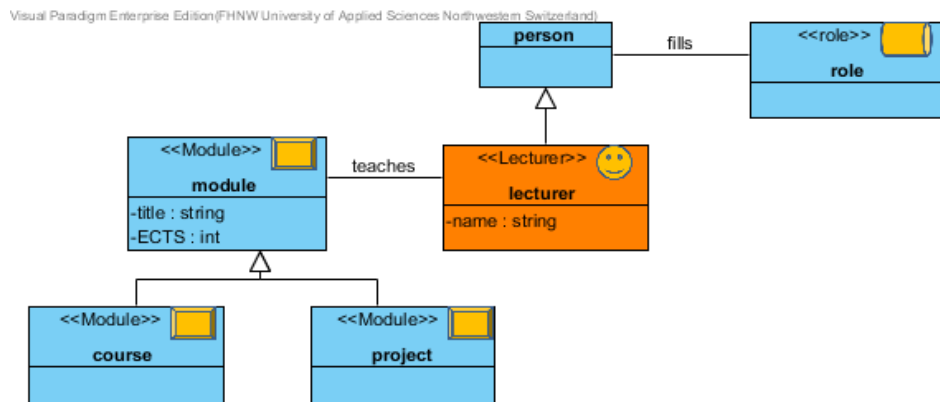 Visual Paradigm Enterprise Edition(FHNW University of Applied Sciences Northwestern Switzerland)
person
fills
<<role>>
role
<<Module>>
module
-title : string
-ECTS : int
teaches
<<Lecturer>>
lecturer
-name : string
<<Module>>
course
<<Module>>
project